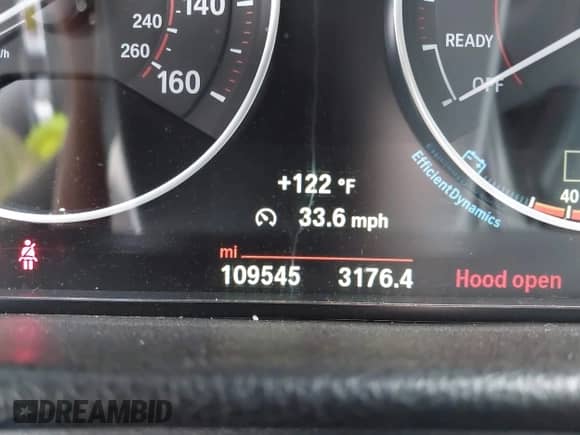 140
240
260
160
/h
READY
OFF
EfficientDynamics
40
+122 °F
33.6 mph
mi
109545 3176.4 Hood open
DREAMBID